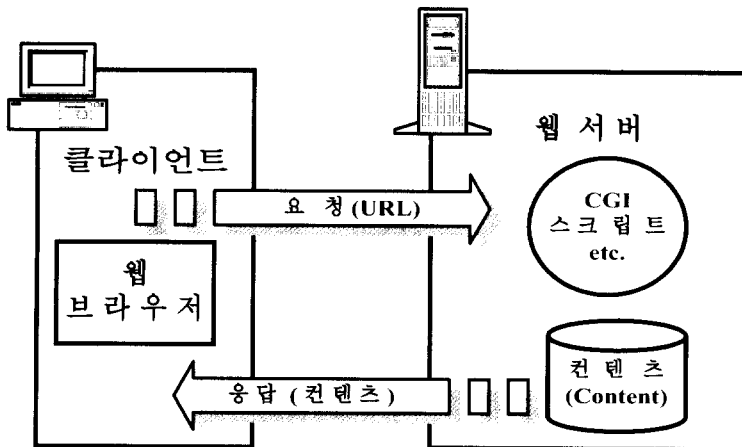 클라이언트
웹 서버
요 청 (URL)
CGI
스크 립 트
etc.
웹
브 라 우 저
응 답 ( 컨 텐 츠 )
컨 텐 츠
(Content)